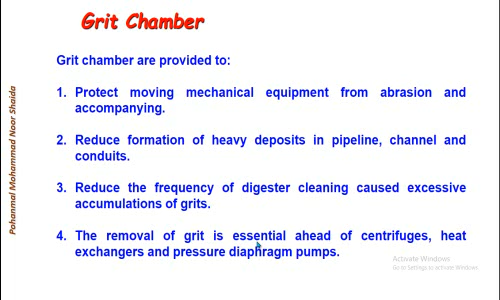 Grit Chamber
Grit chamber are provided to:
1. Protect moving mechanical equipment from abrasion and
accompanying.
2. Reduce formation of heavy deposits in pipeline, channel and
conduits.
3. Reduce the frequency of digester cleaning caused excessive
accumulations of grits.
4. The removal of grit is essential ahead of centrifuges, heat
exchangers and pressure diaphragm pumps.
Pohanmal Mohammad Noor Shaida
Activate Windows
Go to Settings to activate Windows.